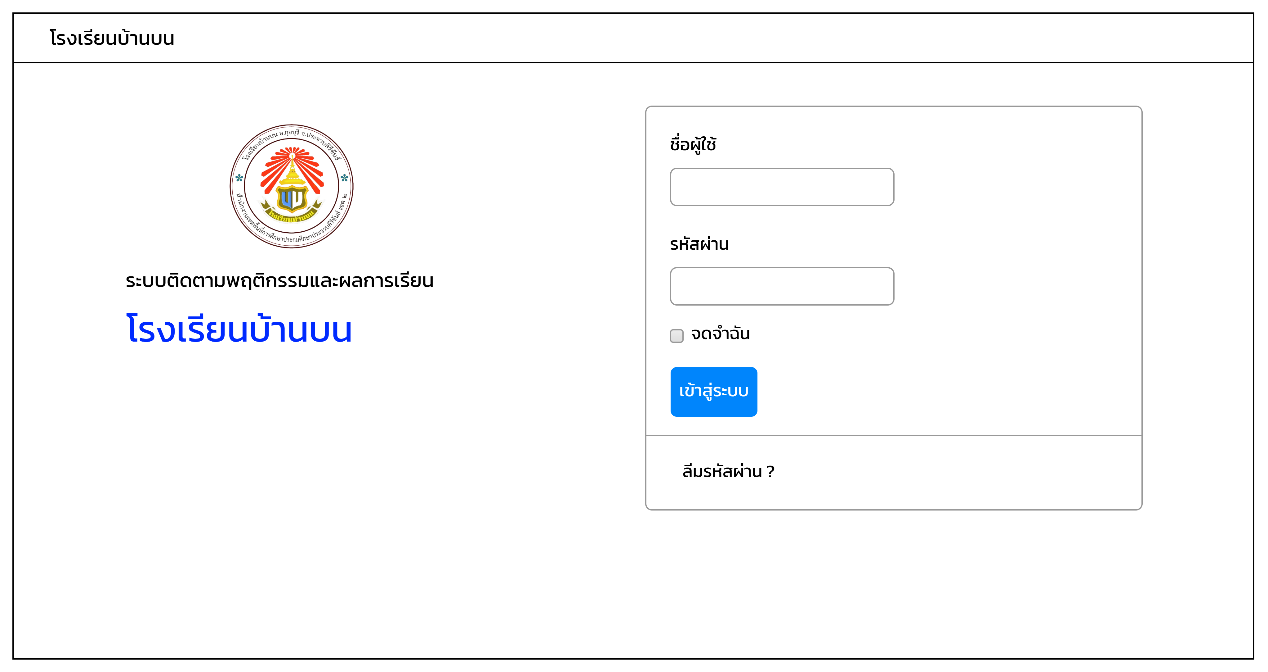 โรงเรียนบ้านบน
ระบบติดตามพฤติกรรมและผลการเรียน
โรงเรียนบ้านบน
ชื่อผู้ใช้
รหัสผ่าน
จดจำฉัน
เข้าสู่ระบบ
ลืมรหัสผ่าน ?